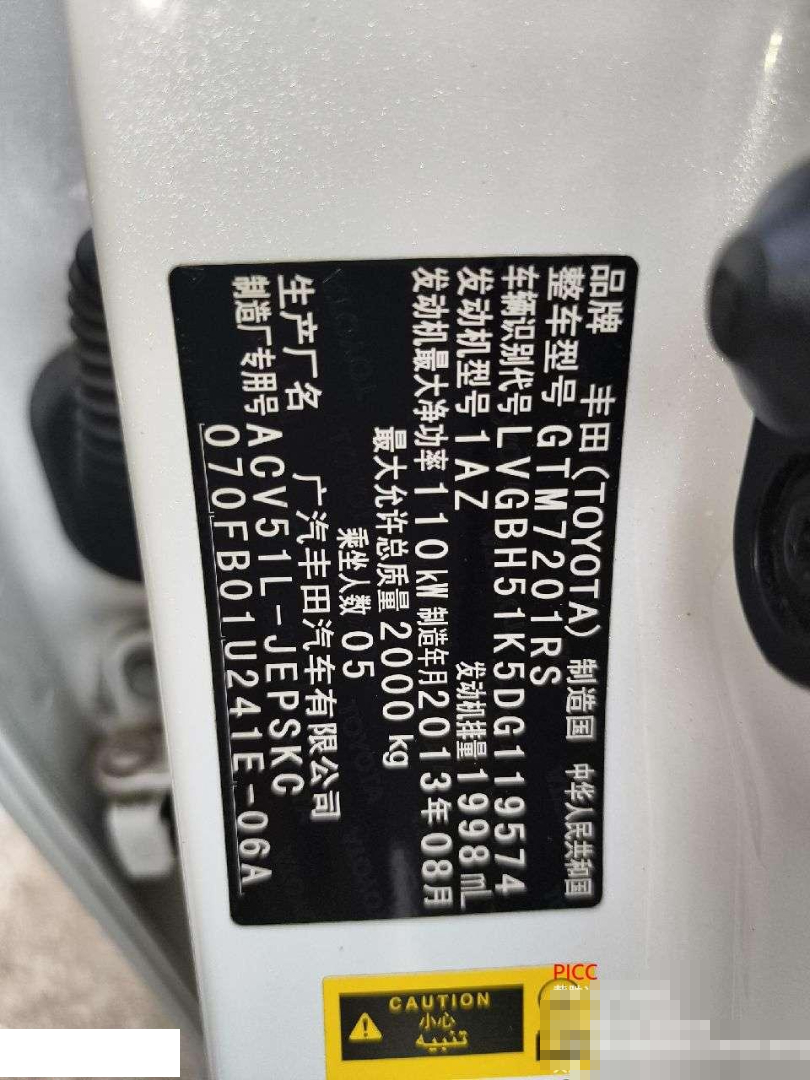 品牌 丰田(TOYOTA) 制造国 中华人民共和国
整车型号 GTM7201RS
车辆识别代号 LVGBH51K5DG119574
发动机型号 1AZ 发动机排量 1998 mL
发动机最大净功率 110kW 制造年月 2013年08月
最大允许总质量 2000 kg
乘坐人数 05
生产厂名 广汽丰田汽车有限公司
制造厂专用号 ACV51L-JEPSKC
070FB01U241E-06A
CAUTION
小心
تنبيه
PICC